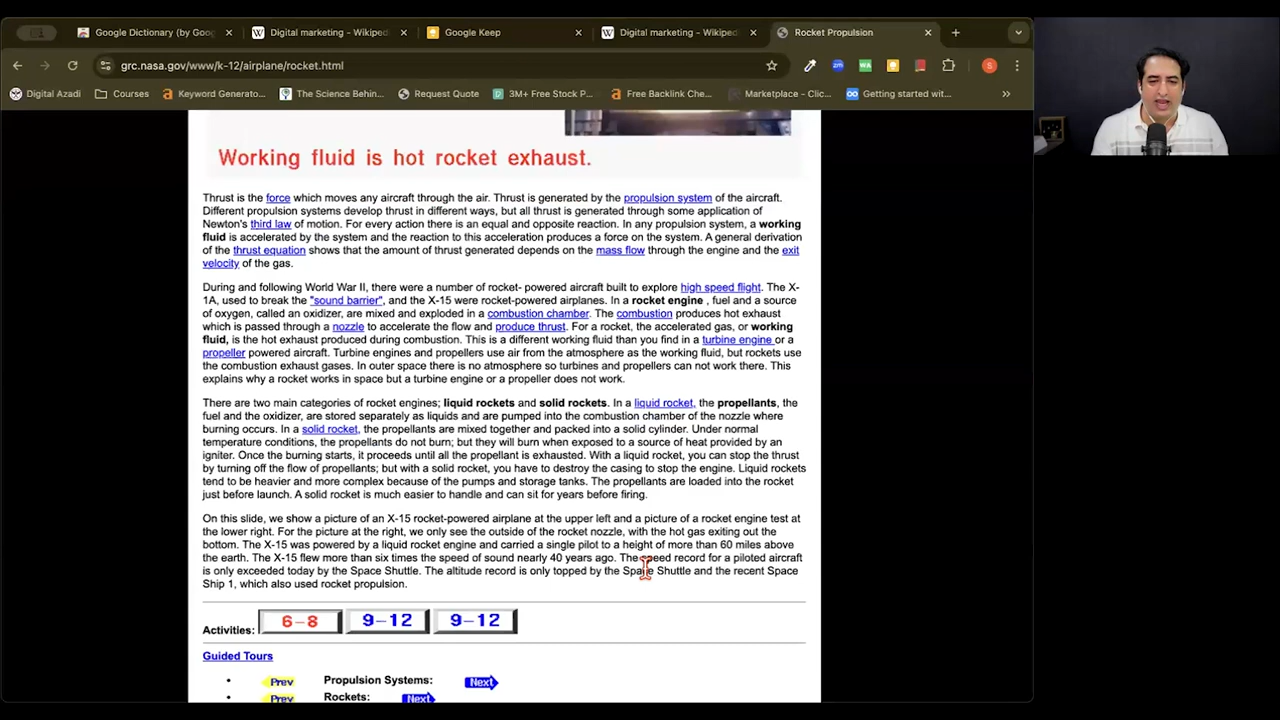 Google Dictionary (by Goo
Digital marketing - Wikiped
Google Keep
Digital marketing - Wikiped
Rocket Propulsion
grc.nasa.gov/www/k-12/airplane/rocket.html
S
Digital Azadi
Courses
Keyword Generato...
The Science Behin...
Request Quote
3M+ Free Stock P...
Free Backlink Che...
Marketplace - Clic...
Getting started wit...
Working fluid is hot rocket exhaust.
Thrust is the force which moves any aircraft through the air. Thrust is generated by the propulsion system of the aircraft.
Different propulsion systems develop thrust in different ways, but all thrust is generated through some application of
Newton's third law of motion. For every action there is an equal and opposite reaction. In any propulsion system, a working
fluid is accelerated by the system and the reaction to this acceleration produces a force on the system. A general derivation
of the thrust equation shows that the amount of thrust generated depends on the mass flow through the engine and the exit
velocity of the gas.
During and following World War II, there were a number of rocket- powered aircraft built to explore high speed flight. The X-
1A, used to break the "sound barrier", and the X-15 were rocket-powered airplanes. In a rocket engine , fuel and a source
of oxygen, called an oxidizer, are mixed and exploded in a combustion chamber. The combustion produces hot exhaust
which is passed through a nozzle to accelerate the flow and produce thrust. For a rocket, the accelerated gas, or working
fluid, is the hot exhaust produced during combustion. This is a different working fluid than you find in a turbine engine or a
propeller powered aircraft. Turbine engines and propellers use air from the atmosphere as the working fluid, but rockets use
the combustion exhaust gases. In outer space there is no atmosphere so turbines and propellers can not work there. This
explains why a rocket works in space but a turbine engine or a propeller does not work.
There are two main categories of rocket engines; liquid rockets and solid rockets. In a liquid rocket, the propellants, the
fuel and the oxidizer, are stored separately as liquids and are pumped into the combustion chamber of the nozzle where
burning occurs. In a solid rocket, the propellants are mixed together and packed into a solid cylinder. Under normal
temperature conditions, the propellants do not burn; but they will burn when exposed to a source of heat provided by an
igniter. Once the burning starts, it proceeds until all the propellant is exhausted. With a liquid rocket, you can stop the thrust
by turning off the flow of propellants; but with a solid rocket, you have to destroy the casing to stop the engine. Liquid rockets
tend to be heavier and more complex because of the pumps and storage tanks. The propellants are loaded into the rocket
just before launch. A solid rocket is much easier to handle and can sit for years before firing.
On this slide, we show a picture of an X-15 rocket-powered airplane at the upper left and a picture of a rocket engine test at
the lower right. For the picture at the right, we only see the outside of the rocket nozzle, with the hot gas exiting out the
bottom. The X-15 was powered by a liquid rocket engine and carried a single pilot to a height of more than 60 miles above
the earth. The X-15 flew more than six times the speed of sound nearly 40 years ago. The speed record for a piloted aircraft
is only exceeded today by the Space Shuttle. The altitude record is only topped by the Space Shuttle and the recent Space
Ship 1, which also used rocket propulsion.
Activities: 6-8 9-12 9-12
Guided Tours
Prev Propulsion Systems: Next
Prev Rockets: Next